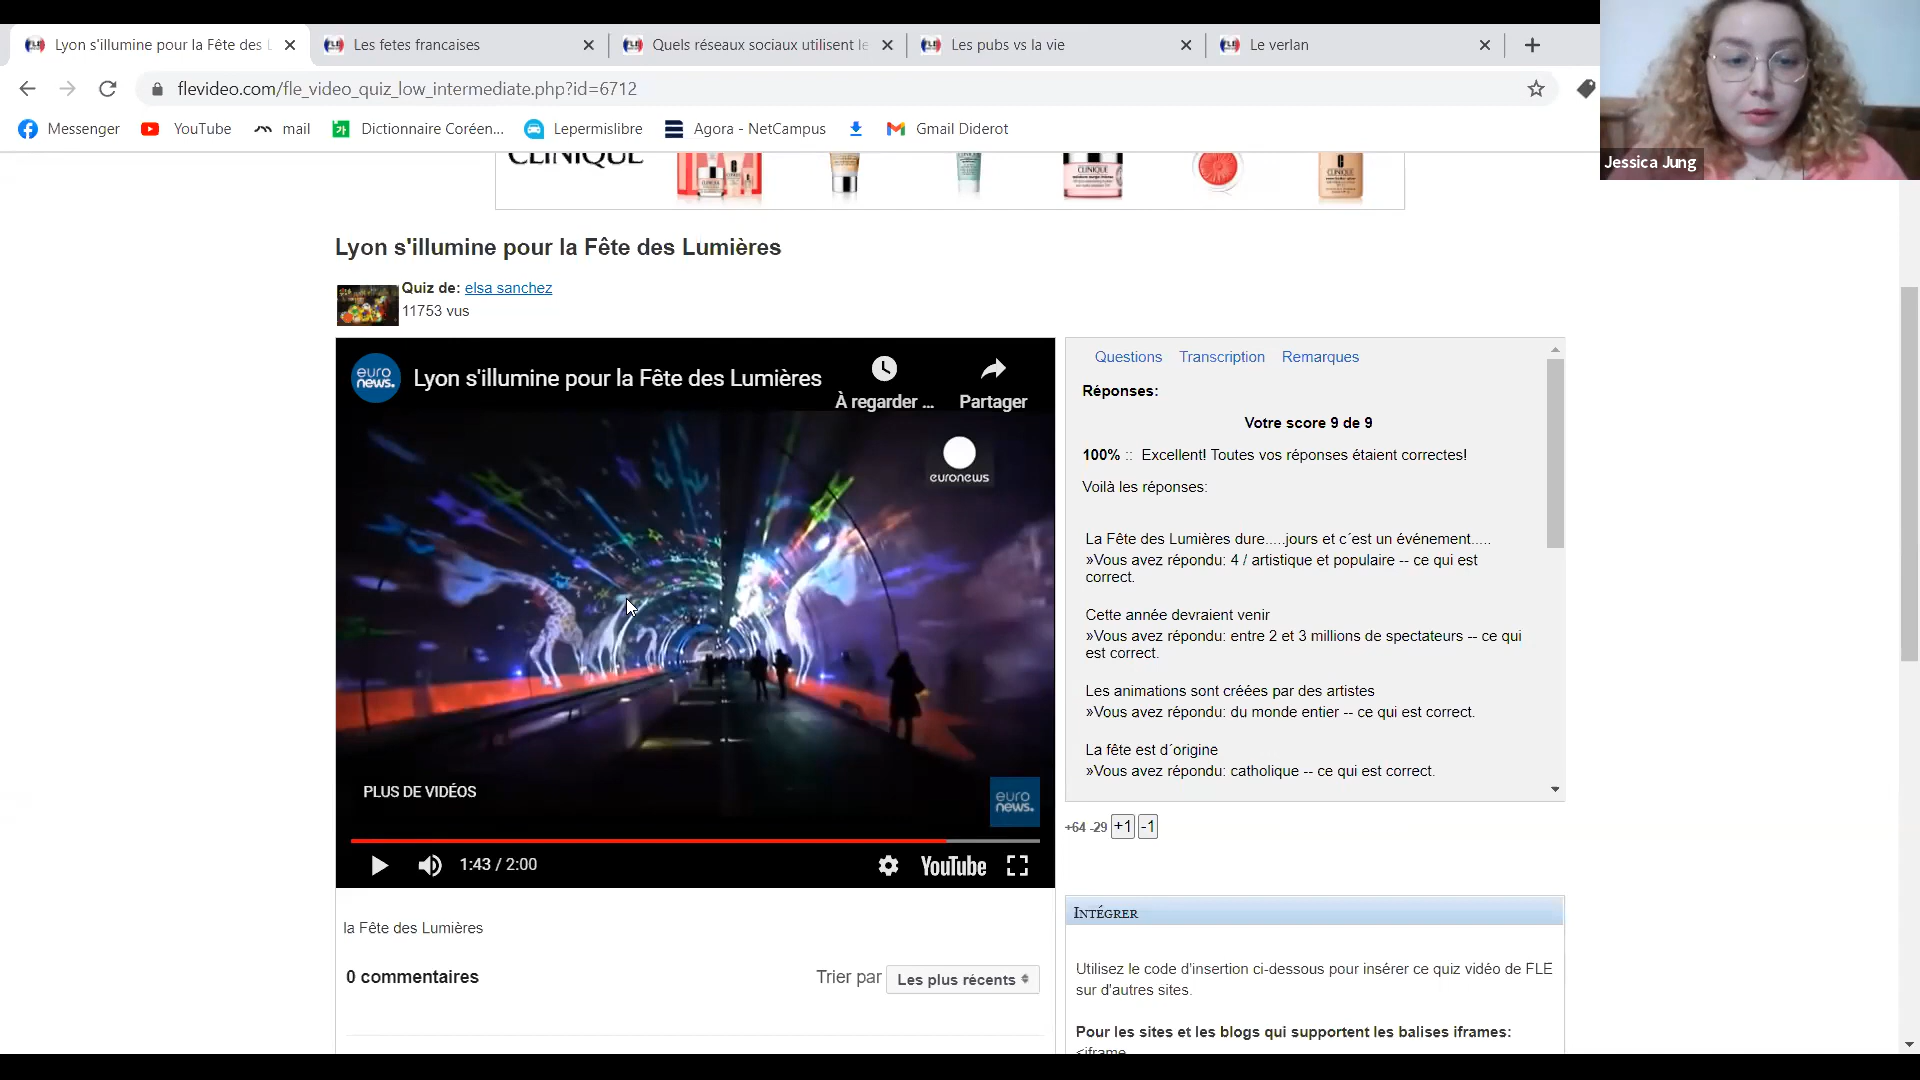 Lyon s'illumine pour la Fête des L
Les fetes francaises
Quels réseaux sociaux utilisent le
Les pubs vs la vie
Le verlan
flevideo.com/fle_video_quiz_low_intermediate.php?id=6712
Messenger
YouTube
mail
Dictionnaire Coréen...
Lepermislibre
Agora - NetCampus
Gmail Diderot
Jessica Jung
CLINIQUE
Lyon s'illumine pour la Fête des Lumières
Quiz de: elsa sanchez
11753 vus
euronews.
Lyon s'illumine pour la Fête des Lumières
À regarder ...
Partager
euronews
PLUS DE VIDÉOS
euronews.
1:43 / 2:00
YouTube
la Fête des Lumières
0 commentaires
Trier par Les plus récents
Questions Transcription Remarques
Réponses:
Votre score 9 de 9
100% :: Excellent! Toutes vos réponses étaient correctes!
Voilà les réponses:
La Fête des Lumières dure.....jours et c´est un événement.....
»Vous avez répondu: 4 / artistique et populaire -- ce qui est
correct.
Cette année devraient venir
»Vous avez répondu: entre 2 et 3 millions de spectateurs -- ce qui
est correct.
Les animations sont créées par des artistes
»Vous avez répondu: du monde entier -- ce qui est correct.
La fête est d´origine
»Vous avez répondu: catholique -- ce qui est correct.
+64 -29 +1 -1
Intégrer
Utilisez le code d'insertion ci-dessous pour insérer ce quiz vidéo de FLE
sur d'autres sites.
Pour les sites et les blogs qui supportent les balises iframes:
<iframe